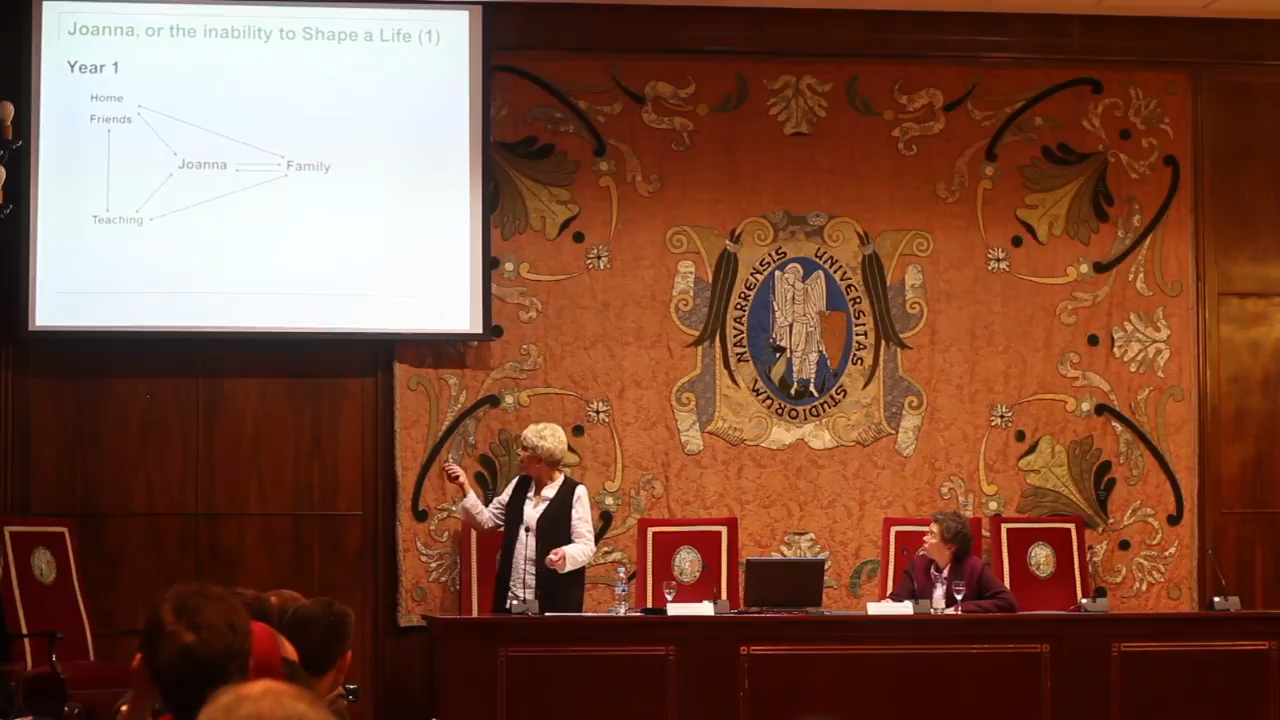 Joanna, or the inability to Shape a Life (1)
Year 1
Home
Friends
Joanna
Family
Teaching
UNIVERSITAS
STUDIORUM
NAVARRENSIS